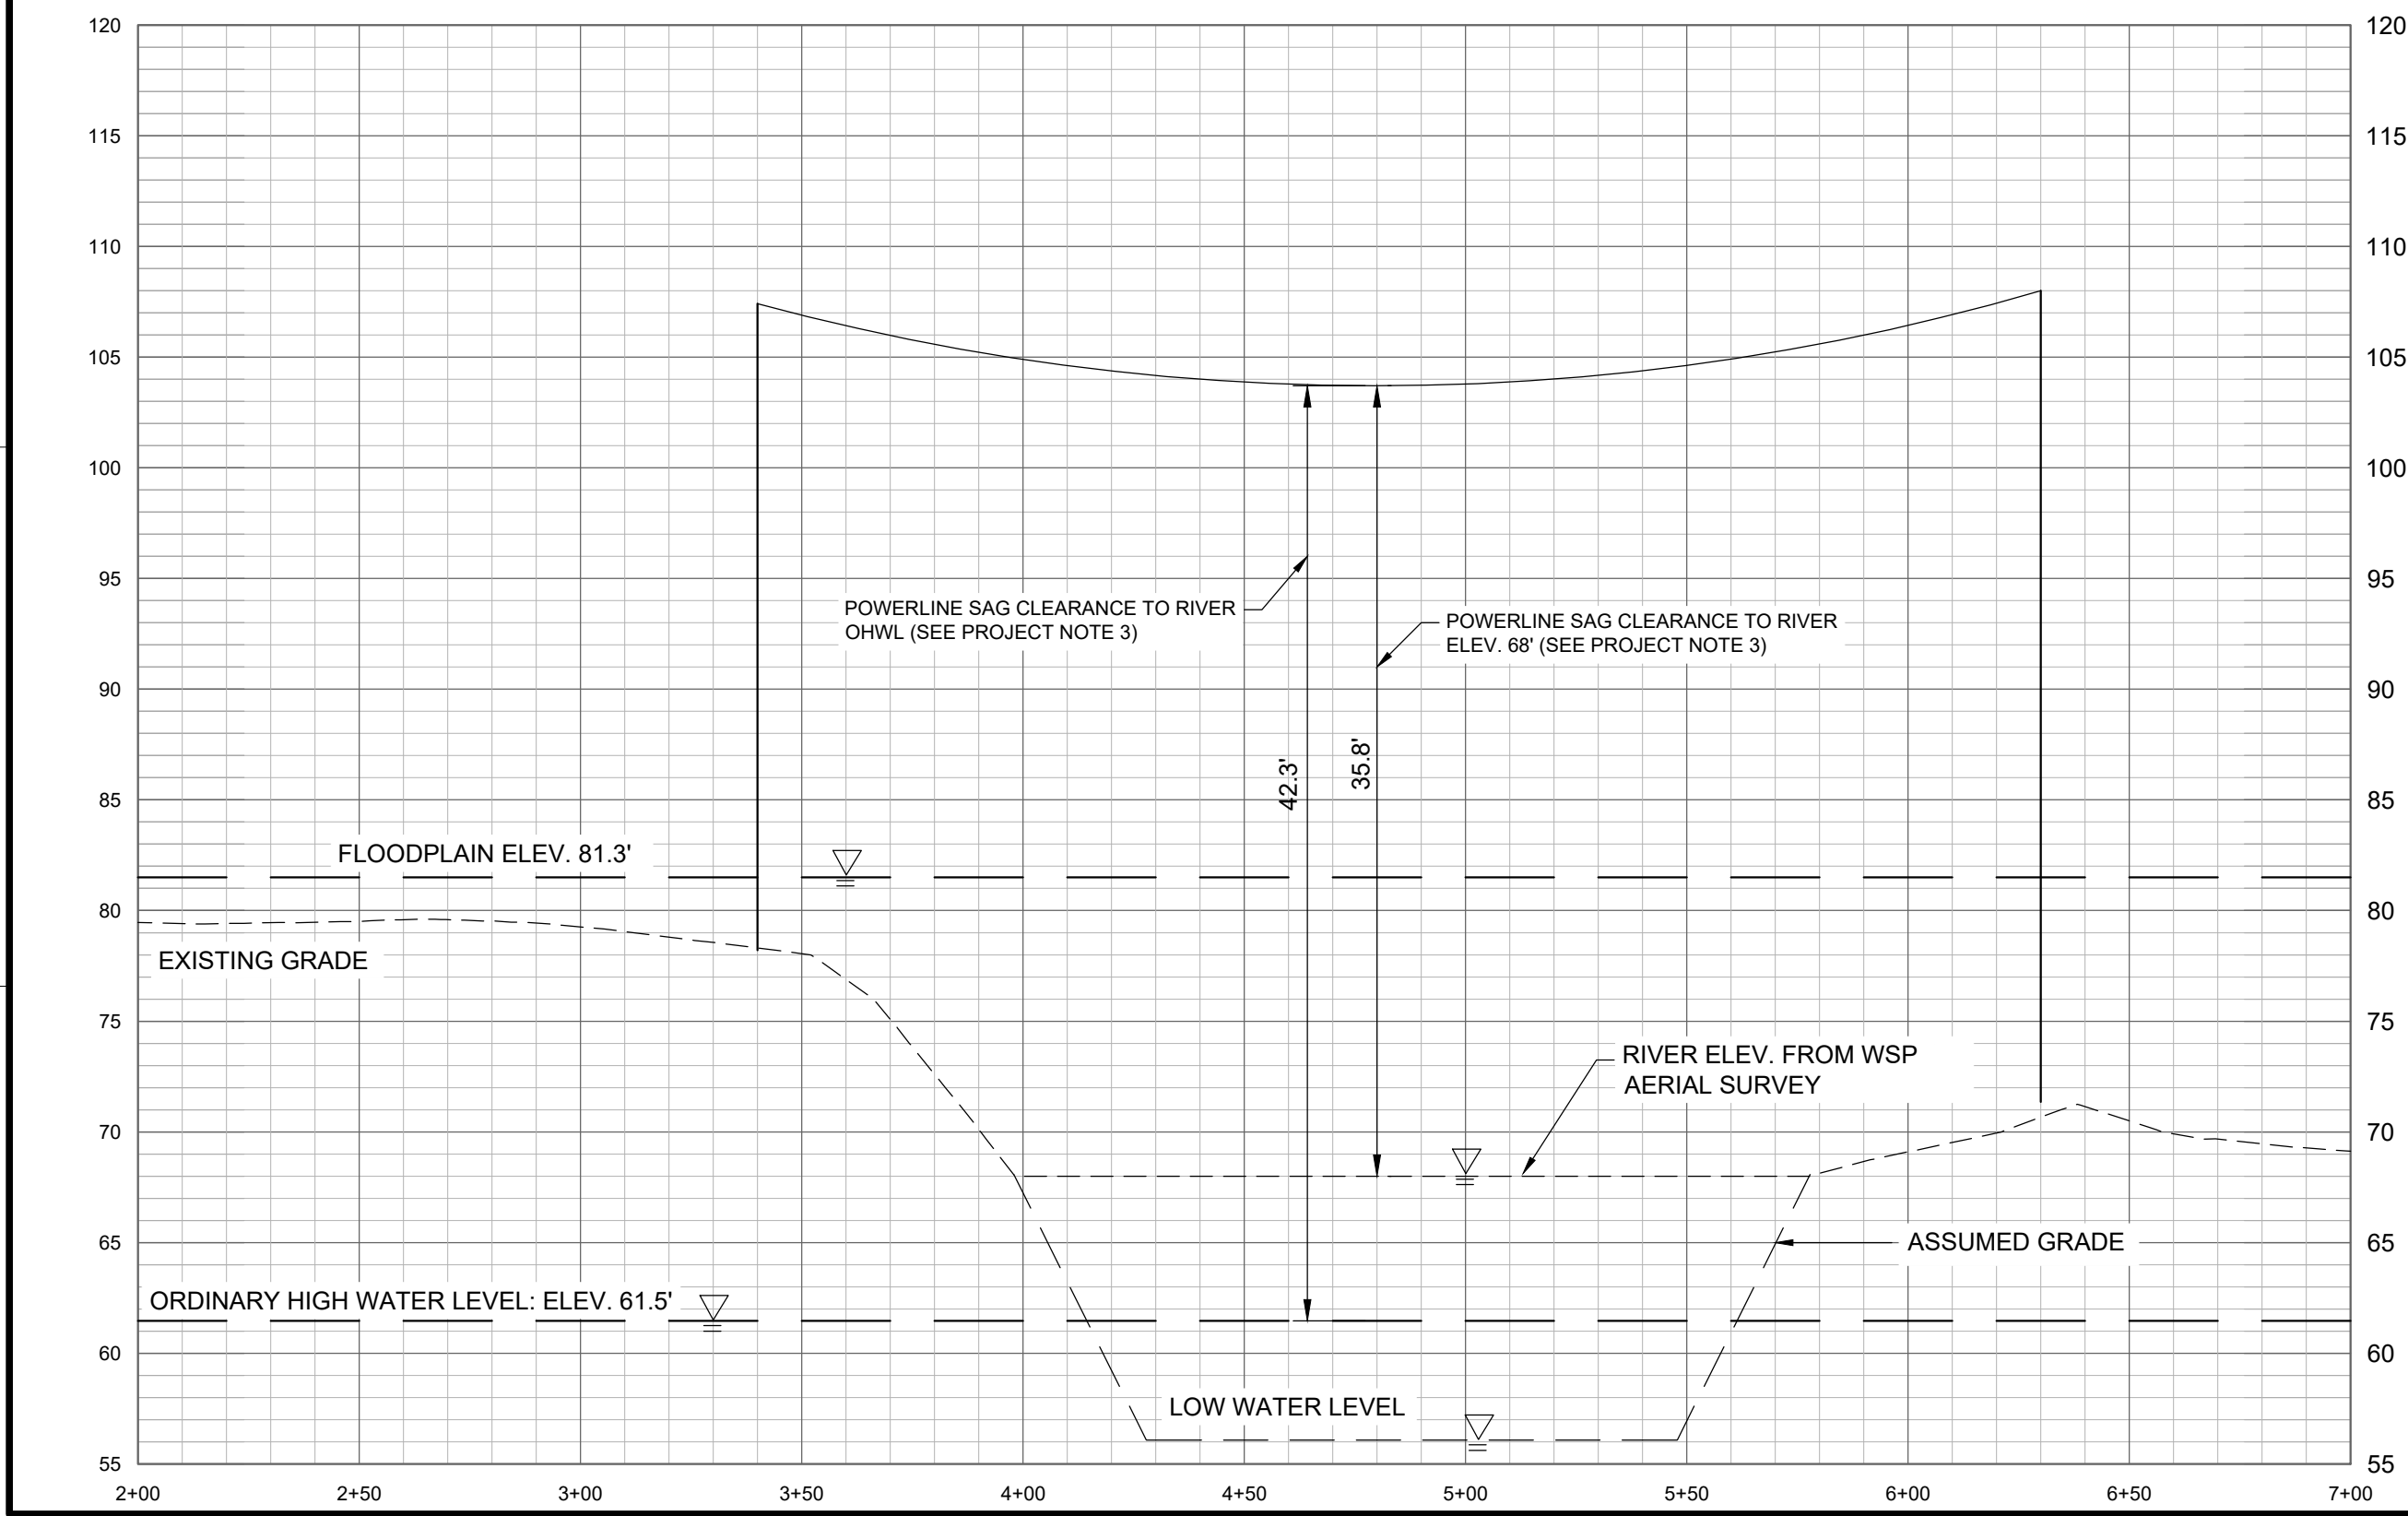 120 120
115 115
110 110
105 105
100 100
95 95
POWERLINE SAG CLEARANCE TO RIVER
OHWL (SEE PROJECT NOTE 3)
POWERLINE SAG CLEARANCE TO RIVER
ELEV. 68' (SEE PROJECT NOTE 3)
90 90
42.3'
35.8'
85 85
FLOODPLAIN ELEV. 81.3'
80 80
EXISTING GRADE
75 75
RIVER ELEV. FROM WSP
AERIAL SURVEY
70 70
65 65
ASSUMED GRADE
ORDINARY HIGH WATER LEVEL: ELEV. 61.5'
60 60
LOW WATER LEVEL
55 55
2+00 2+50 3+00 3+50 4+00 4+50 5+00 5+50 6+00 6+50 7+00